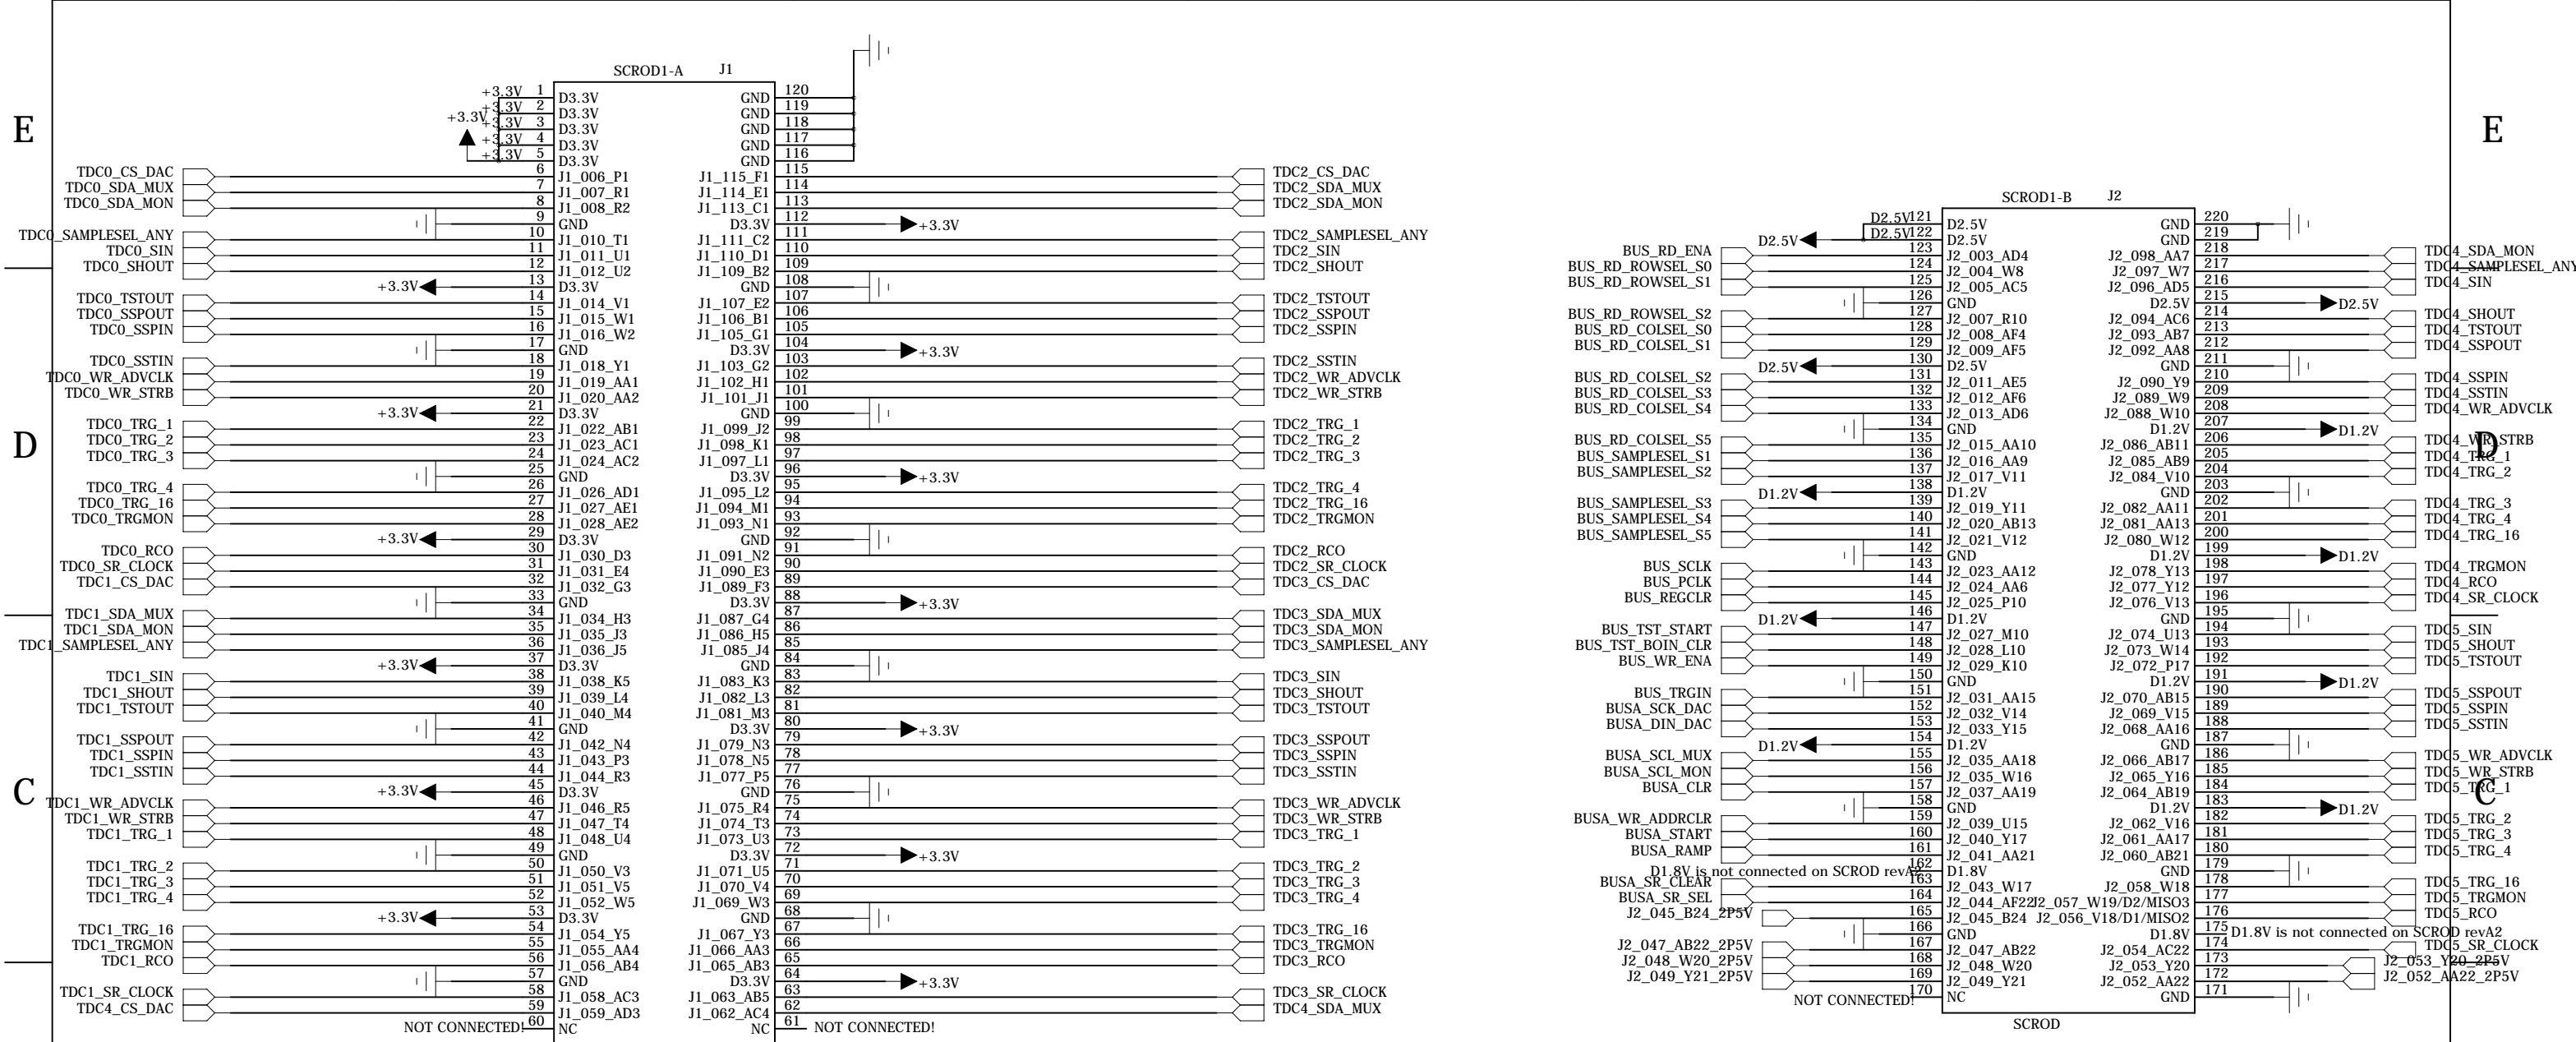 SCROD1-A J1
E E
+3.3V 1 D3.3V GND 120
+3.3V 2 D3.3V GND 119
+3.3V +3.3V 3 D3.3V GND 118
+3.3V 4 D3.3V GND 117
+3.3V 5 D3.3V GND 116
TDC0_CS_DAC 6 J1_006_P1 J1_115_F1 115 TDC2_CS_DAC
TDC0_SDA_MUX 7 J1_007_R1 J1_114_E1 114 TDC2_SDA_MUX
TDC0_SDA_MON 8 J1_008_R2 J1_113_C1 113 TDC2_SDA_MON
9 GND D3.3V 112 +3.3V
TDC0_SAMPLESEL_ANY 10 J1_010_T1 J1_111_C2 111 TDC2_SAMPLESEL_ANY
TDC0_SIN 11 J1_011_U1 J1_110_D1 110 TDC2_SIN
TDC0_SHOUT 12 J1_012_U2 J1_109_B2 109 TDC2_SHOUT
+3.3V 13 D3.3V GND 108
TDC0_TSTOUT 14 J1_014_V1 J1_107_E2 107 TDC2_TSTOUT
TDC0_SSPOUT 15 J1_015_W1 J1_106_B1 106 TDC2_SSPOUT
TDC0_SSPIN 16 J1_016_W2 J1_105_G1 105 TDC2_SSPIN
17 GND D3.3V 104 +3.3V
TDC0_SSTIN 18 J1_018_Y1 J1_103_G2 103 TDC2_SSTIN
TDC0_WR_ADVCLK 19 J1_019_AA1 J1_102_H1 102 TDC2_WR_ADVCLK
TDC0_WR_STRB 20 J1_020_AA2 J1_101_J1 101 TDC2_WR_STRB
+3.3V 21 D3.3V GND 100
TDC0_TRG_1 22 J1_022_AB1 J1_099_J2 99 TDC2_TRG_1
D TDC0_TRG_2 23 J1_023_AC1 J1_098_K1 98 TDC2_TRG_2
TDC0_TRG_3 24 J1_024_AC2 J1_097_L1 97 TDC2_TRG_3
25 GND D3.3V 96 +3.3V
TDC0_TRG_4 26 J1_026_AD1 J1_095_L2 95 TDC2_TRG_4
TDC0_TRG_16 27 J1_027_AE1 J1_094_M1 94 TDC2_TRG_16
TDC0_TRGMON 28 J1_028_AE2 J1_093_N1 93 TDC2_TRGMON
+3.3V 29 D3.3V GND 92
TDC0_RCO 30 J1_030_D3 J1_091_N2 91 TDC2_RCO
TDC0_SR_CLOCK 31 J1_031_E4 J1_090_E3 90 TDC2_SR_CLOCK
TDC1_CS_DAC 32 J1_032_G3 J1_089_F3 89 TDC3_CS_DAC
33 GND D3.3V 88 +3.3V
TDC1_SDA_MUX 34 J1_034_H3 J1_087_G4 87 TDC3_SDA_MUX
TDC1_SDA_MON 35 J1_035_J3 J1_086_H5 86 TDC3_SDA_MON
TDC1_SAMPLESEL_ANY 36 J1_036_J5 J1_085_J4 85 TDC3_SAMPLESEL_ANY
+3.3V 37 D3.3V GND 84
TDC1_SIN 38 J1_038_K5 J1_083_K3 83 TDC3_SIN
TDC1_SHOUT 39 J1_039_L4 J1_082_L3 82 TDC3_SHOUT
TDC1_TSTOUT 40 J1_040_M4 J1_081_M3 81 TDC3_TSTOUT
41 GND D3.3V 80 +3.3V
TDC1_SSPOUT 42 J1_042_N4 J1_079_N3 79 TDC3_SSPOUT
TDC1_SSPIN 43 J1_043_P3 J1_078_N5 78 TDC3_SSPIN
TDC1_SSTIN 44 J1_044_R3 J1_077_P5 77 TDC3_SSTIN
C +3.3V 45 D3.3V GND 76
TDC1_WR_ADVCLK 46 J1_046_R5 J1_075_R4 75 TDC3_WR_ADVCLK
TDC1_WR_STRB 47 J1_047_T4 J1_074_T3 74 TDC3_WR_STRB
TDC1_TRG_1 48 J1_048_U4 J1_073_U3 73 TDC3_TRG_1
49 GND D3.3V 72 +3.3V
TDC1_TRG_2 50 J1_050_V3 J1_071_U5 71 TDC3_TRG_2
TDC1_TRG_3 51 J1_051_V5 J1_070_V4 70 TDC3_TRG_3
TDC1_TRG_4 52 J1_052_W5 J1_069_W3 69 TDC3_TRG_4
+3.3V 53 D3.3V GND 68
TDC1_TRG_16 54 J1_054_Y5 J1_067_Y3 67 TDC3_TRG_16
TDC1_TRGMON 55 J1_055_AA4 J1_066_AA3 66 TDC3_TRGMON
TDC1_RCO 56 J1_056_AB4 J1_065_AB3 65 TDC3_RCO
57 GND D3.3V 64 +3.3V
TDC1_SR_CLOCK 58 J1_058_AC3 J1_063_AB5 63 TDC3_SR_CLOCK
TDC4_CS_DAC 59 J1_059_AD3 J1_062_AC4 62 TDC4_SDA_MUX
NOT CONNECTED! 60 NC NC 61 NOT CONNECTED!
SCROD1-B J2
D2.5V 121 D2.5V GND 220
D2.5V D2.5V 122 D2.5V GND 219
BUS_RD_ENA 123 J2_003_AD4 J2_098_AA7 218 TDC4_SDA_MON
BUS_RD_ROWSEL_S0 124 J2_004_W8 J2_097_W7 217 TDC4_SAMPLESEL_ANY
BUS_RD_ROWSEL_S1 125 J2_005_AC5 J2_096_AD5 216 TDC4_SIN
126 GND D2.5V 215 D2.5V
BUS_RD_ROWSEL_S2 127 J2_007_R10 J2_094_AC6 214 TDC4_SHOUT
BUS_RD_COLSEL_S0 128 J2_008_AF4 J2_093_AB7 213 TDC4_TSTOUT
BUS_RD_COLSEL_S1 129 J2_009_AF5 J2_092_AA8 212 TDC4_SSPOUT
D2.5V 130 D2.5V GND 211
BUS_RD_COLSEL_S2 131 J2_011_AE5 J2_090_Y9 210 TDC4_SSPIN
BUS_RD_COLSEL_S3 132 J2_012_AF6 J2_089_W9 209 TDC4_SSTIN
BUS_RD_COLSEL_S4 133 J2_013_AD6 J2_088_W10 208 TDC4_WR_ADVCLK
134 GND D1.2V 207 D1.2V
BUS_RD_COLSEL_S5 135 J2_015_AA10 J2_086_AB11 206 TDC4_WR_STRB D
BUS_SAMPLESEL_S1 136 J2_016_AA9 J2_085_AB9 205 TDC4_TRG_1
BUS_SAMPLESEL_S2 137 J2_017_V11 J2_084_V10 204 TDC4_TRG_2
D1.2V 138 D1.2V GND 203
BUS_SAMPLESEL_S3 139 J2_019_Y11 J2_082_AA11 202 TDC4_TRG_3
BUS_SAMPLESEL_S4 140 J2_020_AB13 J2_081_AA13 201 TDC4_TRG_4
BUS_SAMPLESEL_S5 141 J2_021_V12 J2_080_W12 200 TDC4_TRG_16
142 GND D1.2V 199 D1.2V
BUS_SCLK 143 J2_023_AA12 J2_078_Y13 198 TDC4_TRGMON
BUS_PCLK 144 J2_024_AA6 J2_077_Y12 197 TDC4_RCO
BUS_REGCLR 145 J2_025_P10 J2_076_V13 196 TDC4_SR_CLOCK
D1.2V 146 D1.2V GND 195
BUS_TST_START 147 J2_027_M10 J2_074_U13 194 TDC5_SIN
BUS_TST_BOIN_CLR 148 J2_028_L10 J2_073_W14 193 TDC5_SHOUT
BUS_WR_ENA 149 J2_029_K10 J2_072_P17 192 TDC5_TSTOUT
150 GND D1.2V 191 D1.2V
BUS_TRGIN 151 J2_031_AA15 J2_070_AB15 190 TDC5_SSPOUT
BUSA_SCK_DAC 152 J2_032_V14 J2_069_V15 189 TDC5_SSPIN
BUSA_DIN_DAC 153 J2_033_Y15 J2_068_AA16 188 TDC5_SSTIN
D1.2V 154 D1.2V GND 187
BUSA_SCL_MUX 155 J2_035_AA18 J2_066_AB17 186 TDC5_WR_ADVCLK
BUSA_SCL_MON 156 J2_035_W16 J2_065_Y16 185 TDC5_WR_STRB
BUSA_CLR 157 J2_037_AA19 J2_064_AB19 184 TDC5_TRG_1 C
158 GND D1.2V 183 D1.2V
BUSA_WR_ADDRCLR 159 J2_039_U15 J2_062_V16 182 TDC5_TRG_2
BUSA_START 160 J2_040_Y17 J2_061_AA17 181 TDC5_TRG_3
BUSA_RAMP 161 J2_041_AA21 J2_060_AB21 180 TDC5_TRG_4
D1.8V is not connected on SCROD revA2 162 D1.8V GND 179
BUSA_SR_CLEAR 163 J2_043_W17 J2_058_W18 178 TDC5_TRG_16
BUSA_SR_SEL 164 J2_044_AF22 J2_057_W19/D2/MISO3 177 TDC5_TRGMON
J2_045_B24_2P5V 165 J2_045_B24 J2_056_V18/D1/MISO2 176 TDC5_RCO
166 GND D1.8V 175 D1.8V is not connected on SCROD revA2
J2_047_AB22_2P5V 167 J2_047_AB22 J2_054_AC22 174 TDC5_SR_CLOCK
J2_048_W20_2P5V 168 J2_048_W20 J2_053_Y20 173 J2_053_Y20_2P5V
J2_049_Y21_2P5V 169 J2_049_Y21 J2_052_AA22 172 J2_052_AA22_2P5V
NOT CONNECTED! 170 NC GND 171
SCROD